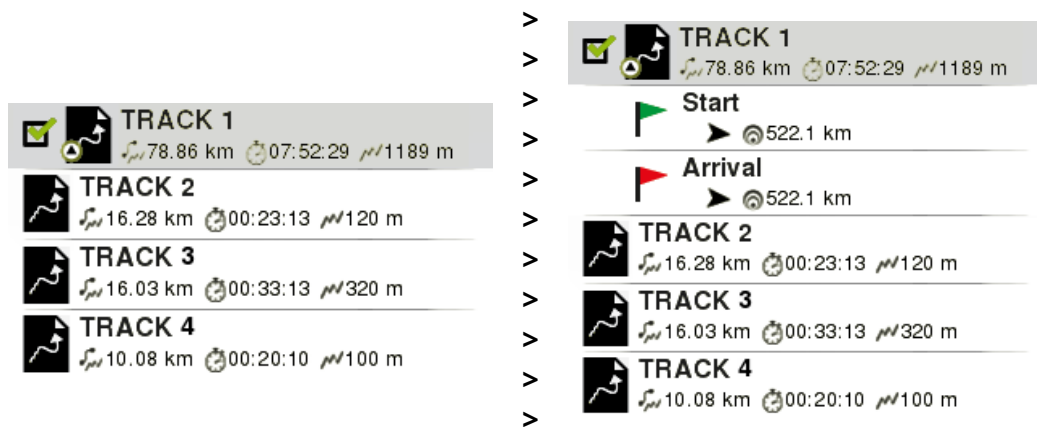 TRACK 1
78.86 km 07:52:29 1189 m
TRACK 2
16.28 km 00:23:13 120 m
TRACK 3
16.03 km 00:33:13 320 m
TRACK 4
10.08 km 00:20:10 100 m
>
>
>
>
>
>
>
>
>
>
>
TRACK 1
78.86 km 07:52:29 1189 m
Start
522.1 km
Arrival
522.1 km
TRACK 2
16.28 km 00:23:13 120 m
TRACK 3
16.03 km 00:33:13 320 m
TRACK 4
10.08 km 00:20:10 100 m